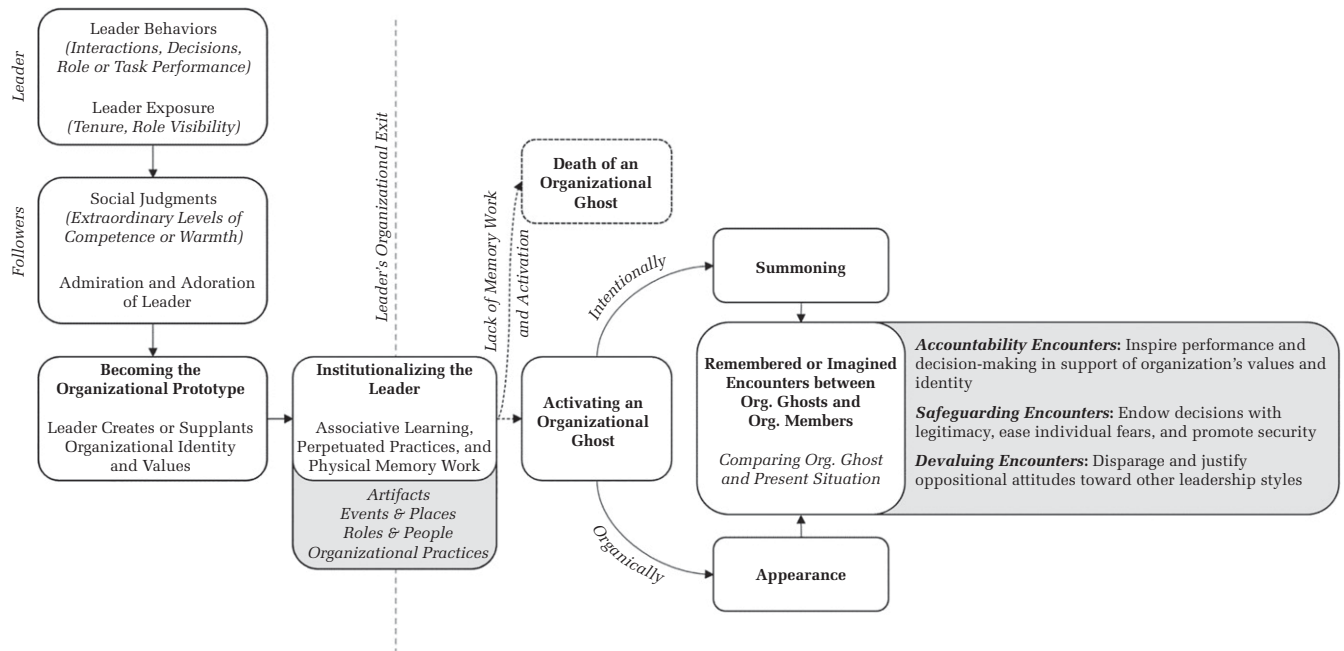 Leader
Leader Behaviors
(Interactions, Decisions,
Role or Task Performance)
Leader Exposure
(Tenure, Role Visibility)
Followers
Social Judgments
(Extraordinary Levels of
Competence or Warmth)
Admiration and Adoration
of Leader
Becoming the
Organizational Prototype
Leader Creates or Supplants
Organizational Identity
and Values
Leader's Organizational Exit
Institutionalizing the
Leader
Associative Learning,
Perpetuated Practices, and
Physical Memory Work
Artifacts
Events & Places
Roles & People
Organizational Practices
Lack of Memory Work
and Activation
Death of an
Organizational
Ghost
Activating an
Organizational
Ghost
Intentionally
Organically
Summoning
Remembered or Imagined
Encounters between
Org. Ghosts and
Org. Members
Comparing Org. Ghost
and Present Situation
Appearance
Accountability Encounters: Inspire performance and
decision-making in support of organization's values and
identity
Safeguarding Encounters: Endow decisions with
legitimacy, ease individual fears, and promote security
Devaluing Encounters: Disparage and justify
oppositional attitudes toward other leadership styles